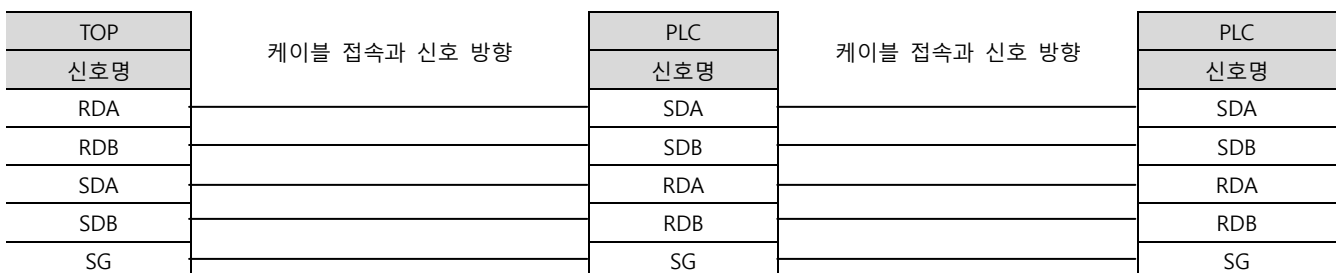 TOP 케이블 접속과 신호 방향 PLC 케이블 접속과 신호 방향 PLC
신호명 신호명 신호명
RDA SDA SDA
RDB SDB SDB
SDA RDA RDA
SDB RDB RDB
SG SG SG